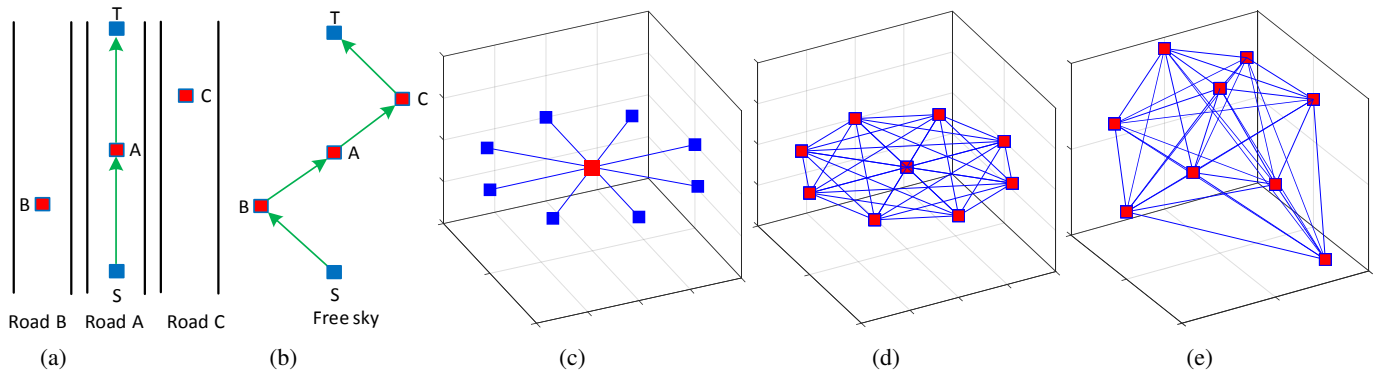 T
C
A
B
S
Road B
Road A
Road C
(a)
T
C
A
B
S
Free sky
(b)
(c)
(d)
(e)